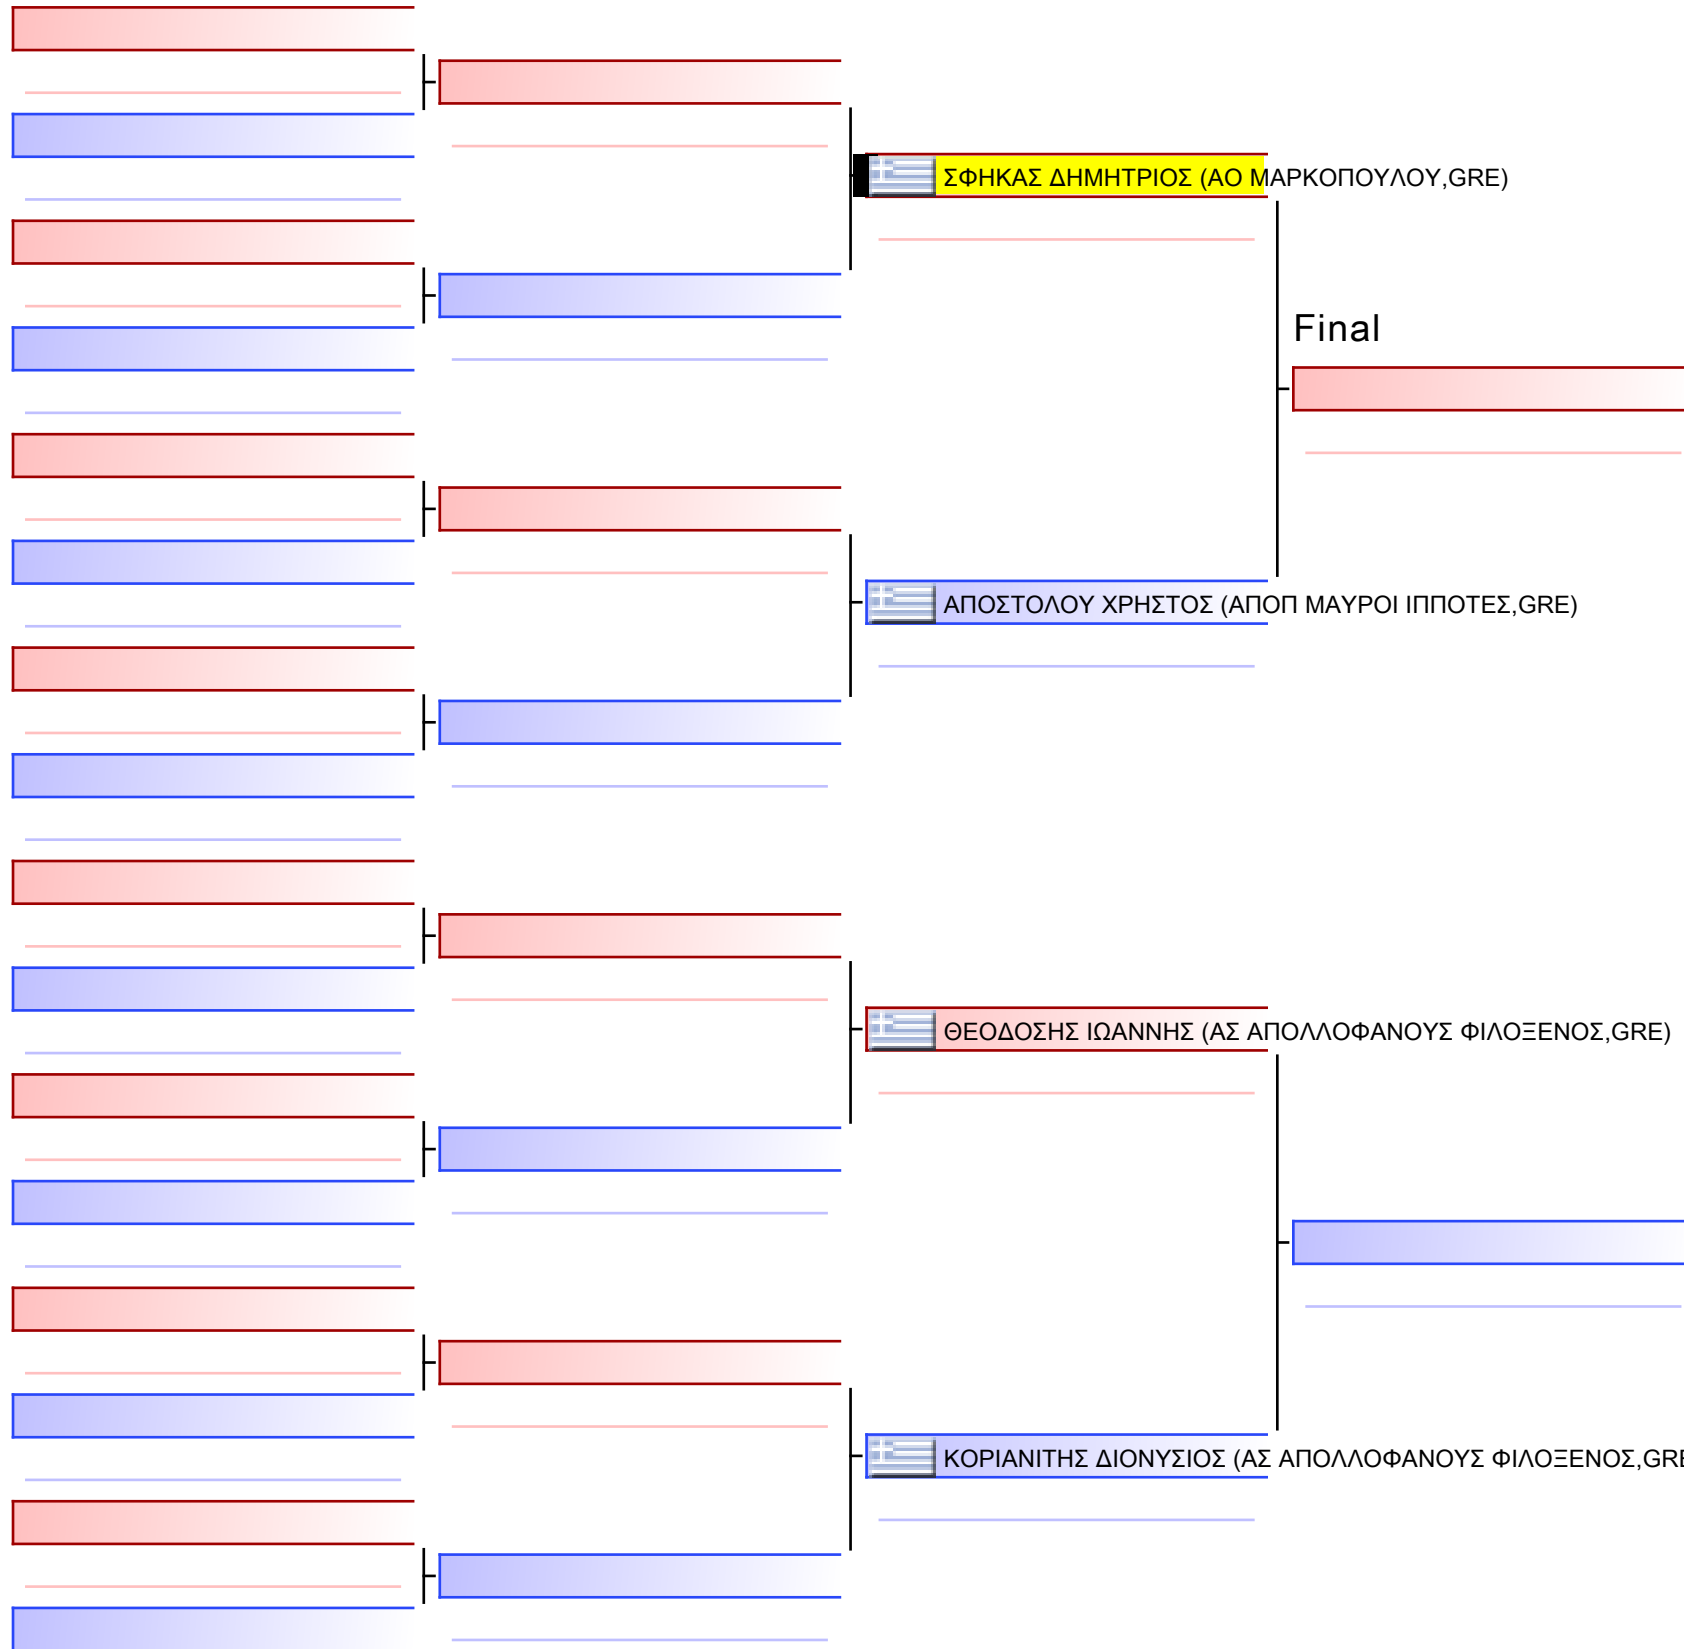 ΣΦΗΚΑΣ ΔΗΜΗΤΡΙΟΣ (ΑΟ ΜΑΡΚΟΠΟΥΛΟΥ,GRE)
Final
ΑΠΟΣΤΟΛΟΥ ΧΡΗΣΤΟΣ (ΑΠΟΠ ΜΑΥΡΟΙ ΙΠΠΟΤΕΣ,GRE)
ΘΕΟΔΟΣΗΣ ΙΩΑΝΝΗΣ (ΑΣ ΑΠΟΛΛΟΦΑΝΟΥΣ ΦΙΛΟΞΕΝΟΣ,GRE)
ΚΟΡΙΑΝΙΤΗΣ ΔΙΟΝΥΣΙΟΣ (ΑΣ ΑΠΟΛΛΟΦΑΝΟΥΣ ΦΙΛΟΞΕΝΟΣ,GRE